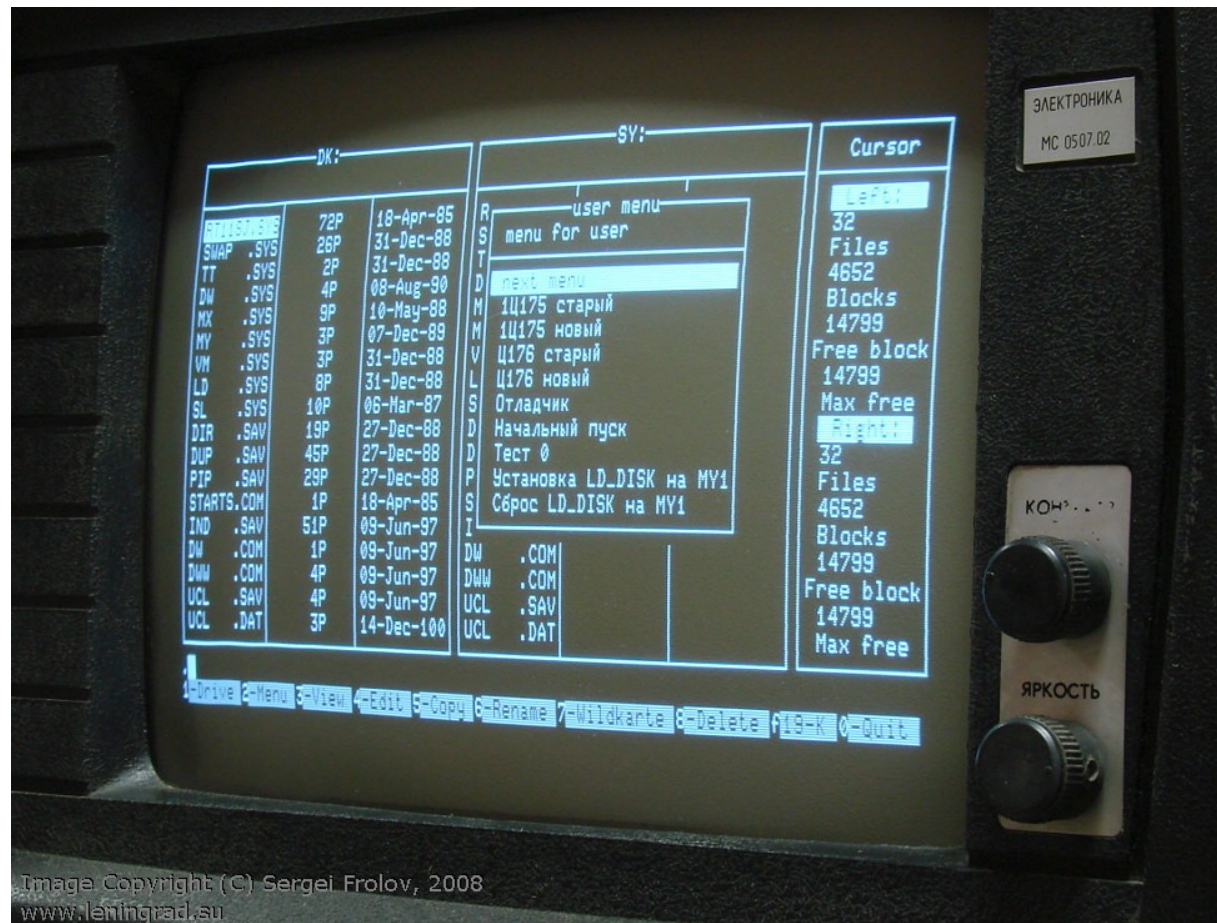 DK:
RT11SJ.SYS 72P 18-Apr-85
SWAP .SYS 26P 31-Dec-88
TT .SYS 2P 31-Dec-88
DW .SYS 4P 08-Aug-90
MX .SYS 9P 10-May-88
MY .SYS 3P 07-Dec-89
VM .SYS 3P 31-Dec-88
LD .SYS 8P 31-Dec-88
SL .SYS 10P 06-Mar-87
DIR .SAV 19P 27-Dec-88
DUP .SAV 45P 27-Dec-88
PIP .SAV 29P 27-Dec-88
STARTS.COM 1P 18-Apr-85
IND .SAV 51P 09-Jun-97
DW .COM 1P 09-Jun-97
DWW .COM 4P 09-Jun-97
UCL .SAV 4P 09-Jun-97
UCL .DAT 3P 14-Dec-100
SY:
R
S
T
D
M
M
V
L
S
D
D
P
S
I
DW .COM
DWW .COM
UCL .SAV
UCL .DAT
user menu
menu for user
next menu
1Ц175 старый
1Ц175 новый
Ц176 старый
Ц176 новый
Отладчик
Начальный пуск
Тест 0
Установка LD_DISK на MY1
Сброс LD_DISK на MY1
Cursor
Left:
32
Files
4652
Blocks
14799
Free block
14799
Max free
Right:
32
Files
4652
Blocks
14799
Free block
14799
Max free
1-Drive 2-Menu 3-View 4-Edit 5-Copy 6-Rename 7-Wildkarte 8-Delete f19-K 0-Quit
ЭЛЕКТРОНИКА
МС 0507.02
ЯРКОСТЬ
Image Copyright (C) Sergei Frolov, 2008
www.leningrad.su